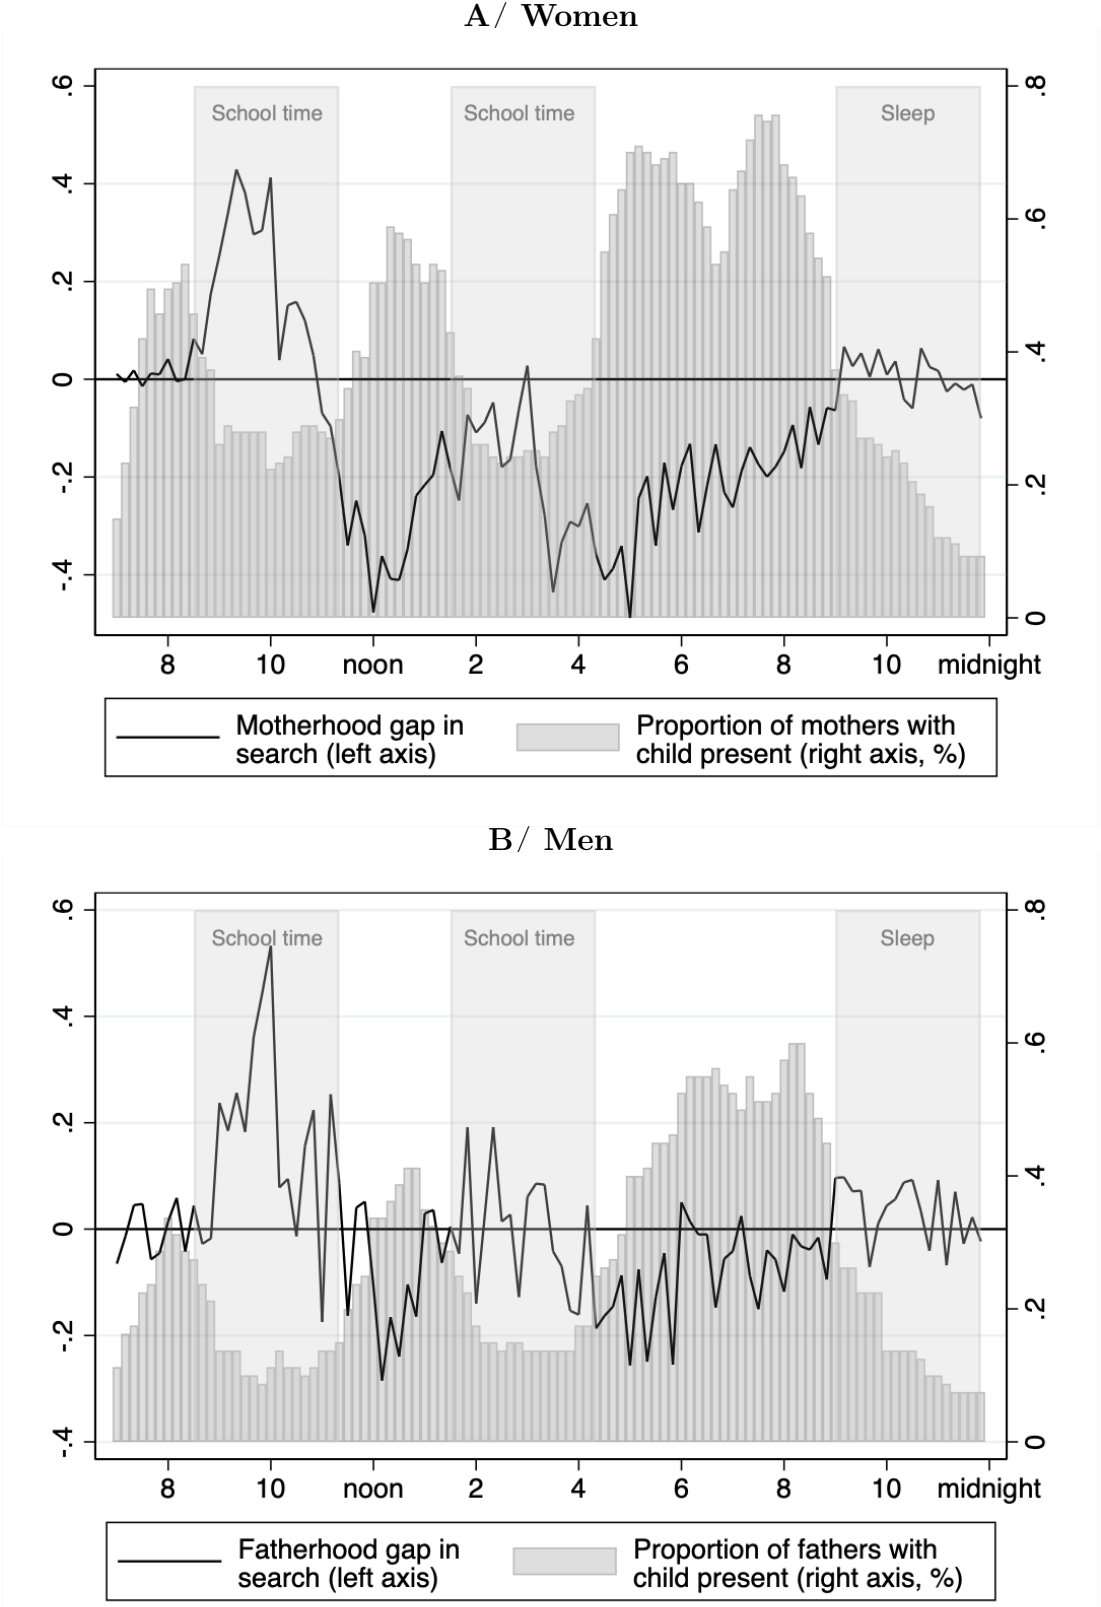 A/ Women
School time School time Sleep
.6 .4 .2 0 -.2 -.4
.8 .6 .4 .2 0
8 10 noon 2 4 6 8 10 midnight
Motherhood gap in
search (left axis)
Proportion of mothers with
child present (right axis, %)
B/ Men
School time School time Sleep
.6 .4 .2 0 -.2 -.4
.8 .6 .4 .2 0
8 10 noon 2 4 6 8 10 midnight
Fatherhood gap in
search (left axis)
Proportion of fathers with
child present (right axis, %)